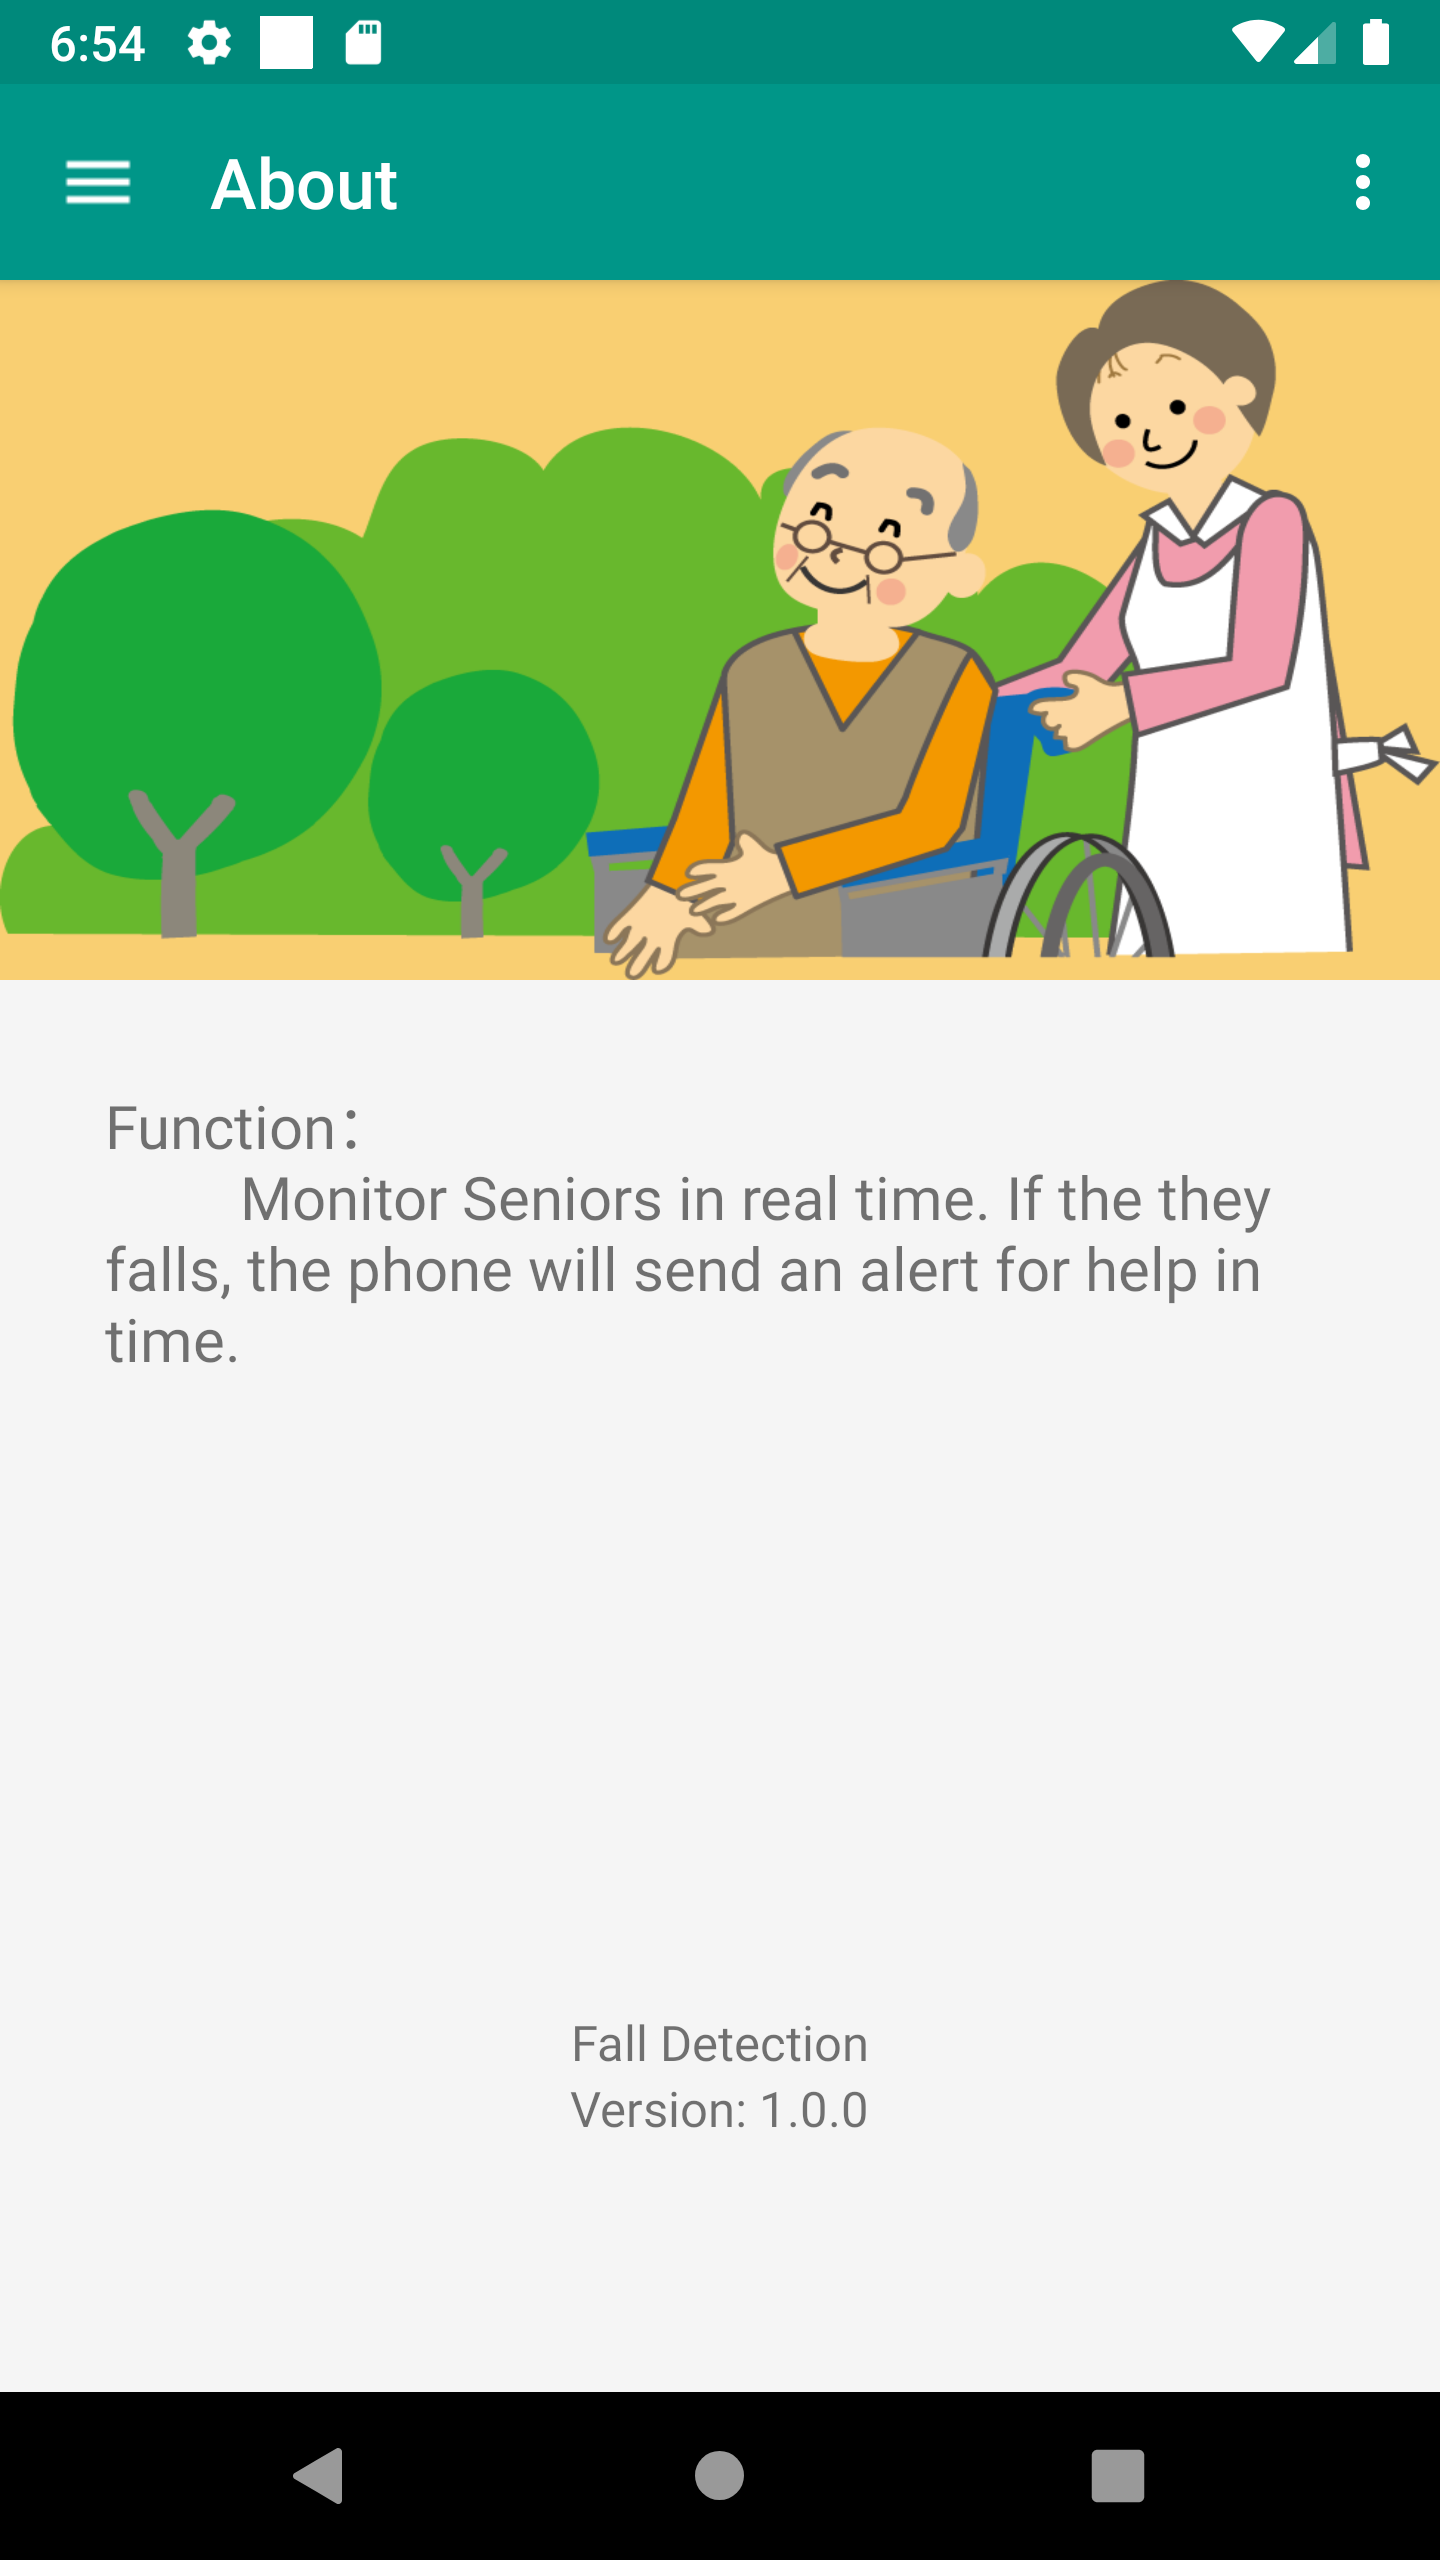 6:54
About
Function：
Monitor Seniors in real time. If the they
falls, the phone will send an alert for help in
time.
Fall Detection
Version: 1.0.0